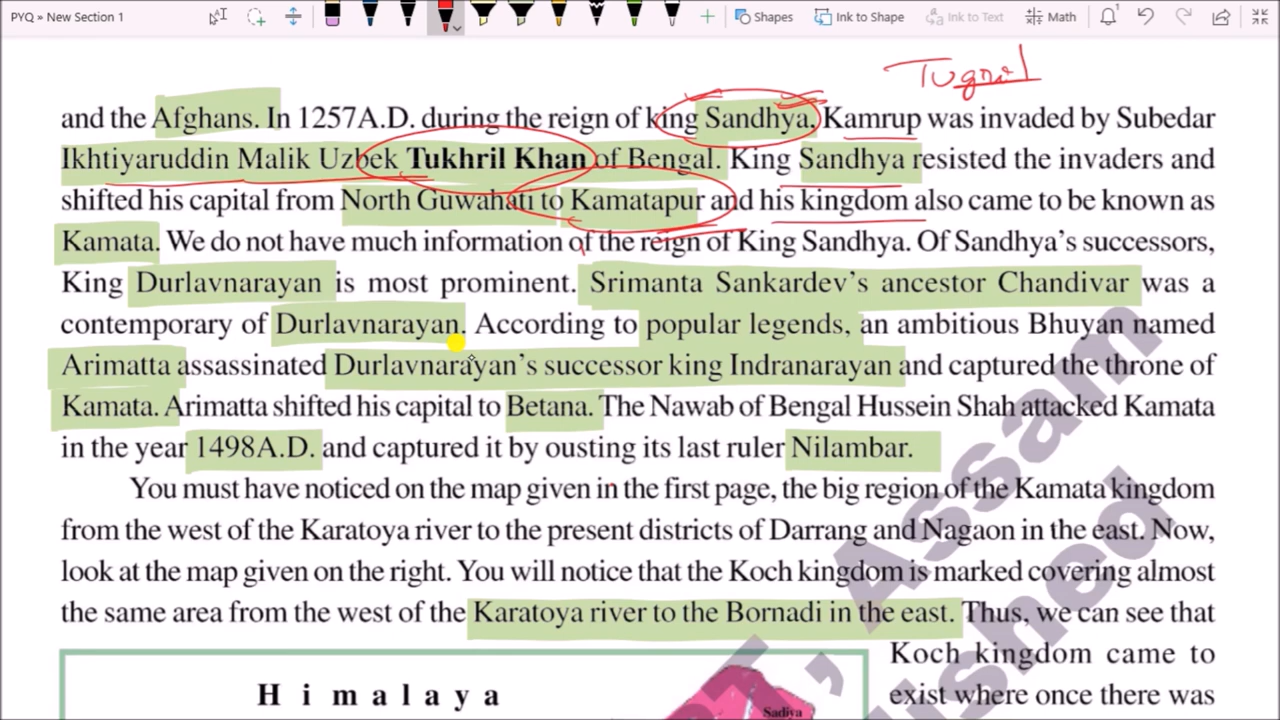 PYQ » New Section 1
Shapes
Ink to Shape
Ink to Text
Math
Tugral
and the Afghans. In 1257A.D. during the reign of king Sandhya. Kamrup was invaded by Subedar
Ikhtiyaruddin Malik Uzbek Tukhril Khan of Bengal. King Sandhya resisted the invaders and
shifted his capital from North Guwahati to Kamatapur and his kingdom also came to be known as
Kamata. We do not have much information of the reign of King Sandhya. Of Sandhya's successors,
King Durlavnarayan is most prominent. Srimanta Sankardev's ancestor Chandivar was a
contemporary of Durlavnarayan. According to popular legends, an ambitious Bhuyan named
Arimatta assassinated Durlavnarayan's successor king Indranarayan and captured the throne of
Kamata. Arimatta shifted his capital to Betana. The Nawab of Bengal Hussein Shah attacked Kamata
in the year 1498A.D. and captured it by ousting its last ruler Nilambar.
You must have noticed on the map given in the first page, the big region of the Kamata kingdom
from the west of the Karatoya river to the present districts of Darrang and Nagaon in the east. Now,
look at the map given on the right. You will notice that the Koch kingdom is marked covering almost
the same area from the west of the Karatoya river to the Bornadi in the east. Thus, we can see that
Koch kingdom came to
exist where once there was
Himalaya
Sadiya
, Assam